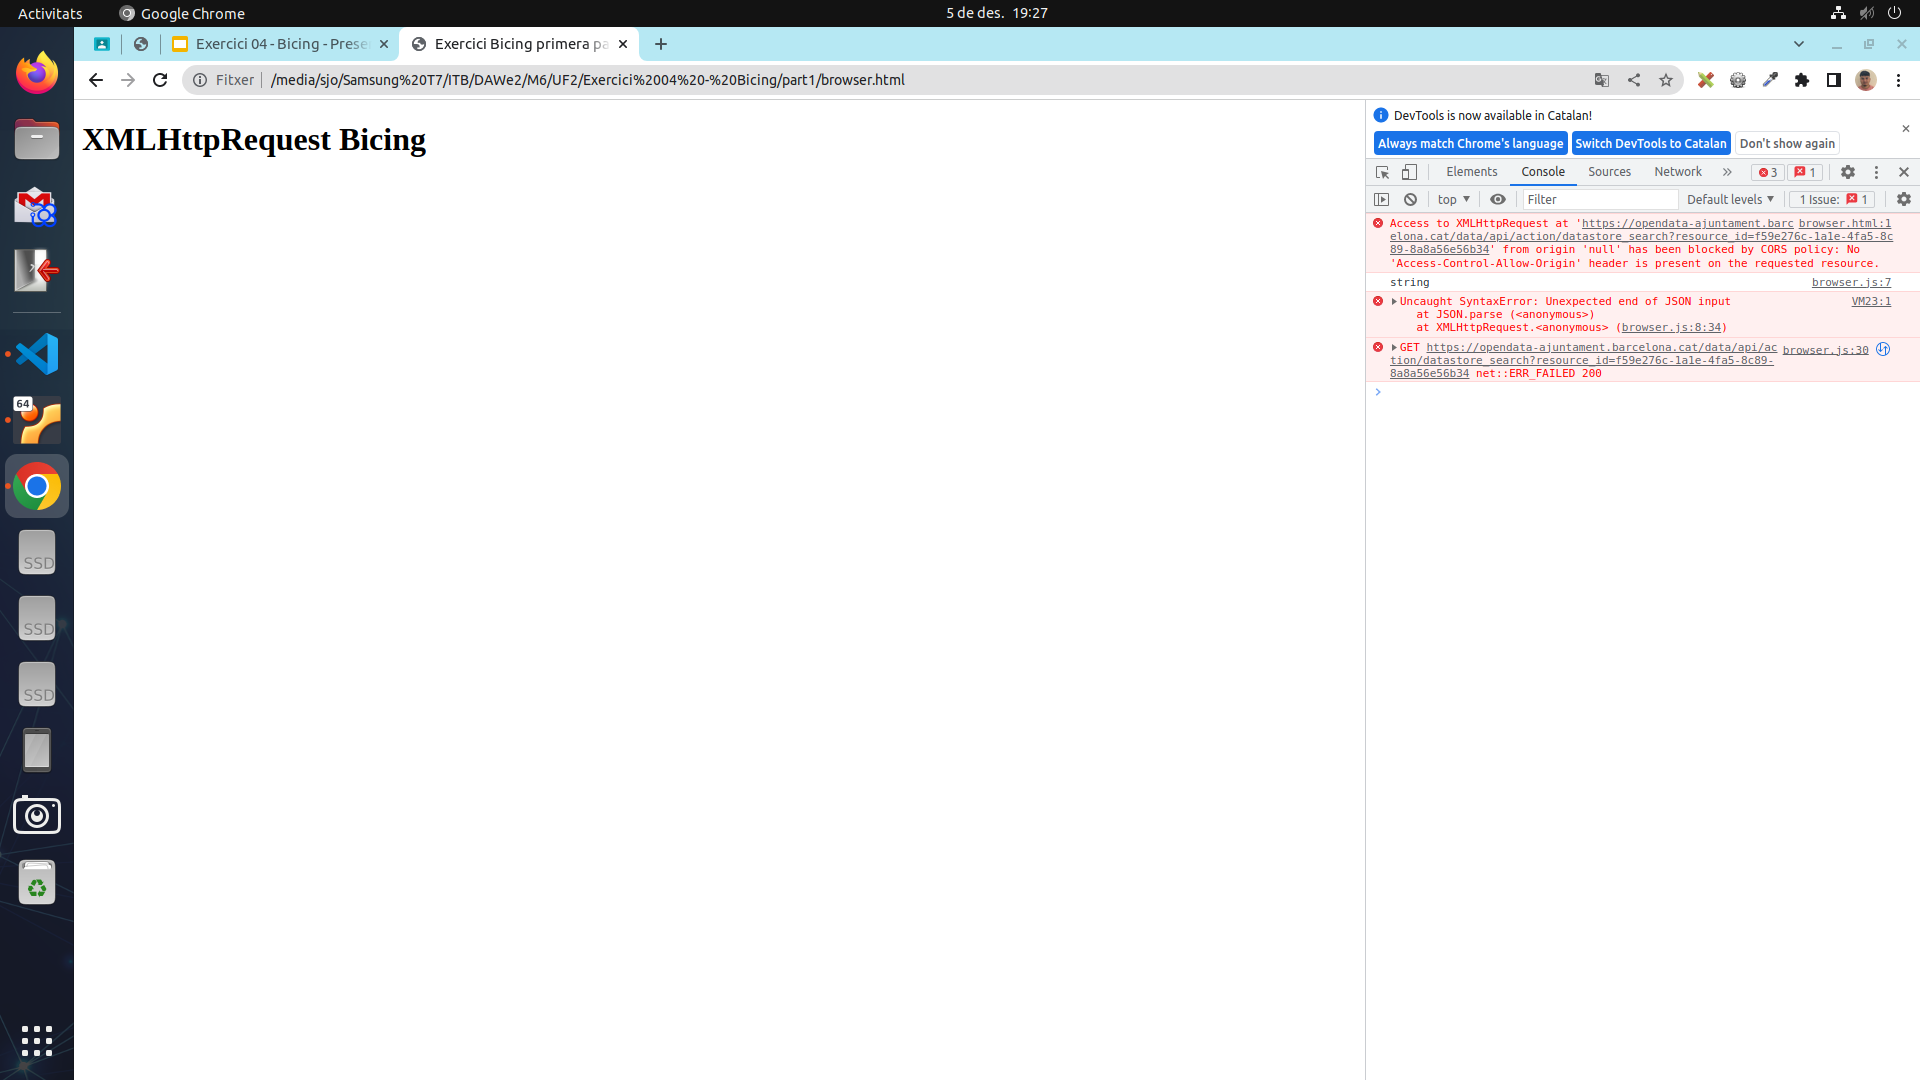 Activitats
Google Chrome
5 de des. 19:27
Exercici 04 - Bicing - Prese
Exercici Bicing primera pa
Fitxer
/media/sjo/Samsung%20T7/ITB/DAWe2/M6/UF2/Exercici%2004%20-%20Bicing/part1/browser.html
XMLHttpRequest Bicing
DevTools is now available in Catalan!
Always match Chrome's language
Switch DevTools to Catalan
Don't show again
Elements
Console
Sources
Network
3
1
top
Filter
Default levels
1 Issue:
1
Access to XMLHttpRequest at 'https://opendata-ajuntament.barc browser.html:1
elona.cat/data/api/action/datastore_search?resource_id=f59e276c-1a1e-4fa5-8c
89-8a8a56e56b34' from origin 'null' has been blocked by CORS policy: No
'Access-Control-Allow-Origin' header is present on the requested resource.
string browser.js:7
Uncaught SyntaxError: Unexpected end of JSON input VM23:1
at JSON.parse (<anonymous>)
at XMLHttpRequest.<anonymous> (browser.js:8:34)
GET https://opendata-ajuntament.barcelona.cat/data/api/ac browser.js:30
tion/datastore_search?resource_id=f59e276c-1a1e-4fa5-8c89-
8a8a56e56b34 net::ERR_FAILED 200
64
SSD
SSD
SSD